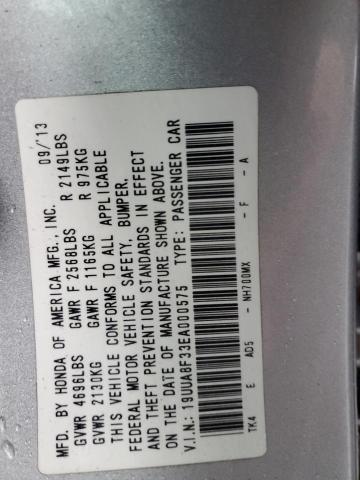 MFD. BY HONDA OF AMERICA MFG., INC. 09/'13
GVWR 4696LBS GAWR F 2568LBS R 2149LBS
GVWR 2130KG GAWR F 1165KG R 975KG
THIS VEHICLE CONFORMS TO ALL APPLICABLE
FEDERAL MOTOR VEHICLE SAFETY, BUMPER,
AND THEFT PREVENTION STANDARDS IN EFFECT
ON THE DATE OF MANUFACTURE SHOWN ABOVE.
V.I.N.: 19UUA8F33EA000575 TYPE: PASSENGER CAR
TK4 E AD5 - NH700MX - F - A